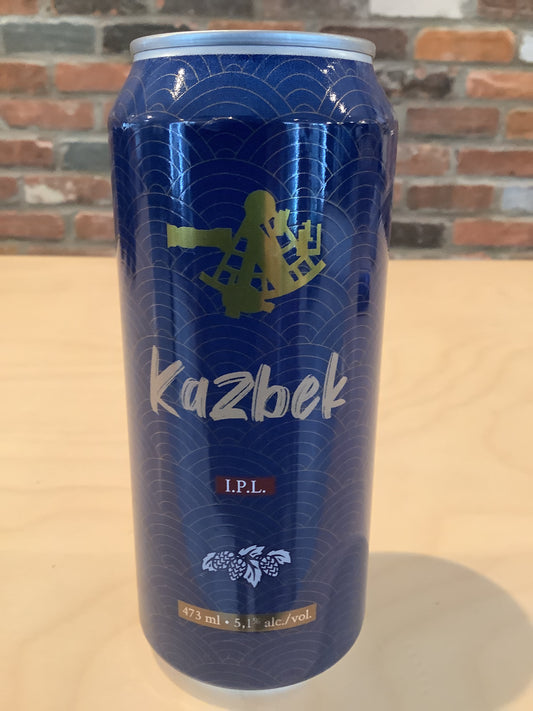 Kazbek
I.P.L.
473 ml • 5,1% alc./vol.